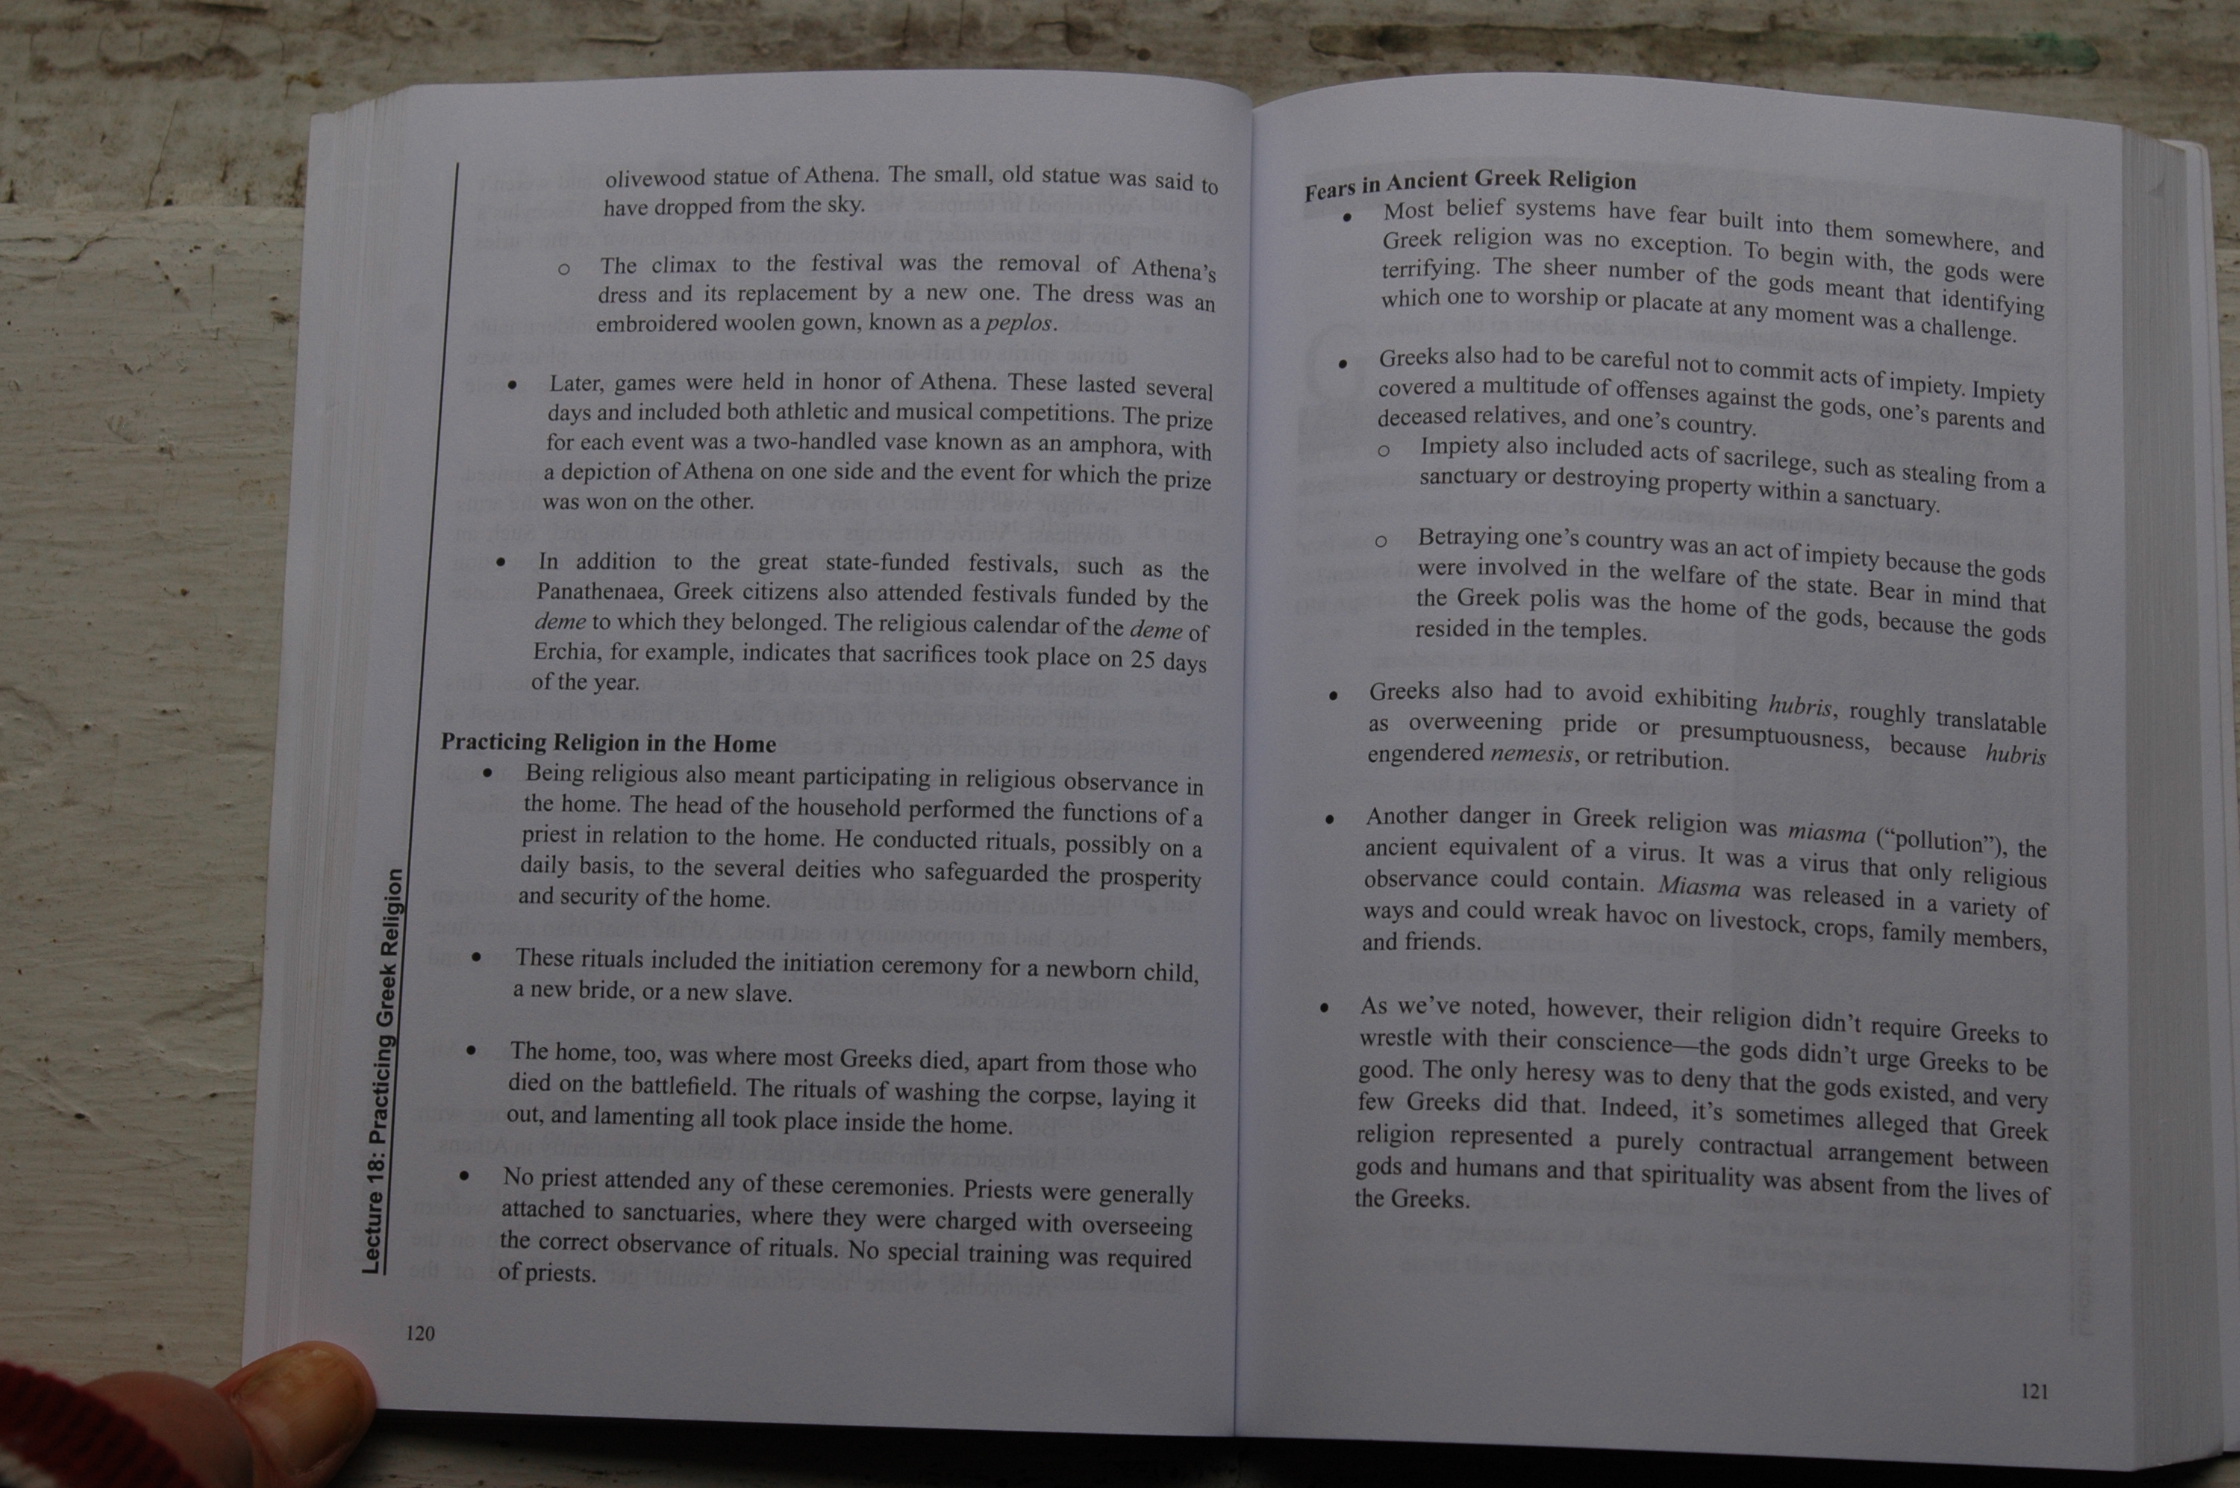 olivewood statue of Athena. The small, old statue was said to
have dropped from the sky.
o The climax to the festival was the removal of Athena's
dress and its replacement by a new one. The dress was an
embroidered woolen gown, known as a peplos.
• Later, games were held in honor of Athena. These lasted several
days and included both athletic and musical competitions. The prize
for each event was a two-handled vase known as an amphora, with
a depiction of Athena on one side and the event for which the prize
was won on the other.
• In addition to the great state-funded festivals, such as the
Panathenaea, Greek citizens also attended festivals funded by the
deme to which they belonged. The religious calendar of the deme of
Erchia, for example, indicates that sacrifices took place on 25 days
of the year.
Practicing Religion in the Home
• Being religious also meant participating in religious observance in
the home. The head of the household performed the functions of a
priest in relation to the home. He conducted rituals, possibly on a
daily basis, to the several deities who safeguarded the prosperity
and security of the home.
• These rituals included the initiation ceremony for a newborn child,
a new bride, or a new slave.
• The home, too, was where most Greeks died, apart from those who
died on the battlefield. The rituals of washing the corpse, laying it
out, and lamenting all took place inside the home.
• No priest attended any of these ceremonies. Priests were generally
attached to sanctuaries, where they were charged with overseeing
the correct observance of rituals. No special training was required
of priests.
Lecture 18: Practicing Greek Religion
120
Fears in Ancient Greek Religion
• Most belief systems have fear built into them somewhere, and
Greek religion was no exception. To begin with, the gods were
terrifying. The sheer number of the gods meant that identifying
which one to worship or placate at any moment was a challenge.
• Greeks also had to be careful not to commit acts of impiety. Impiety
covered a multitude of offenses against the gods, one's parents and
deceased relatives, and one's country.
o Impiety also included acts of sacrilege, such as stealing from a
sanctuary or destroying property within a sanctuary.
o Betraying one's country was an act of impiety because the gods
were involved in the welfare of the state. Bear in mind that
the Greek polis was the home of the gods, because the gods
resided in the temples.
• Greeks also had to avoid exhibiting hubris, roughly translatable
as overweening pride or presumptuousness, because hubris
engendered nemesis, or retribution.
• Another danger in Greek religion was miasma (“pollution”), the
ancient equivalent of a virus. It was a virus that only religious
observance could contain. Miasma was released in a variety of
ways and could wreak havoc on livestock, crops, family members,
and friends.
• As we've noted, however, their religion didn't require Greeks to
wrestle with their conscience—the gods didn't urge Greeks to be
good. The only heresy was to deny that the gods existed, and very
few Greeks did that. Indeed, it's sometimes alleged that Greek
religion represented a purely contractual arrangement between
gods and humans and that spirituality was absent from the lives of
the Greeks.
121